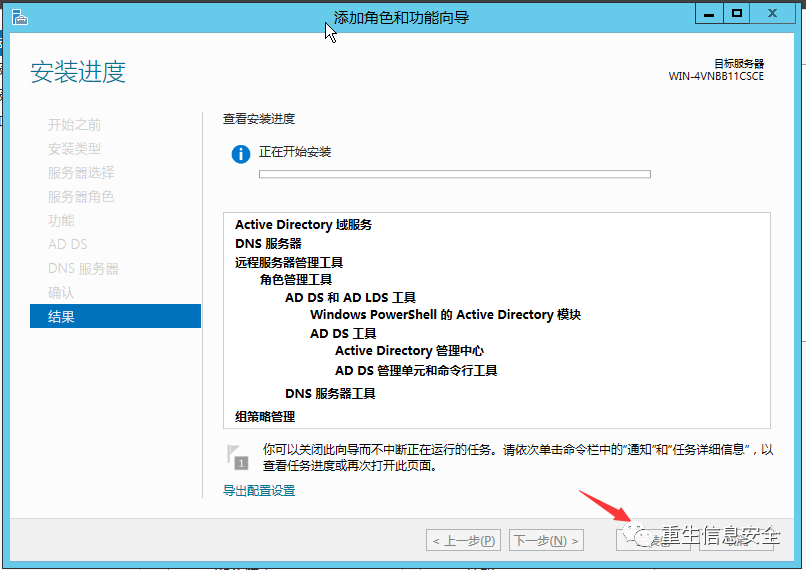 添加角色和功能向导
安装进度
目标服务器
WIN-4VNBB11CSCE
开始之前
安装类型
服务器选择
服务器角色
功能
AD DS
DNS 服务器
确认
结果
查看安装进度
正在开始安装
Active Directory 域服务
DNS 服务器
远程服务器管理工具
角色管理工具
AD DS 和 AD LDS 工具
Windows PowerShell 的 Active Directory 模块
AD DS 工具
Active Directory 管理中心
AD DS 管理单元和命令行工具
DNS 服务器工具
组策略管理
1
你可以关闭此向导而不中断正在运行的任务。请依次单击命令栏中的“通知”和“任务详细信息”，以
查看任务进度或再次打开此页面。
导出配置设置
< 上一步(P)
下一步(N) >
重生信息安全